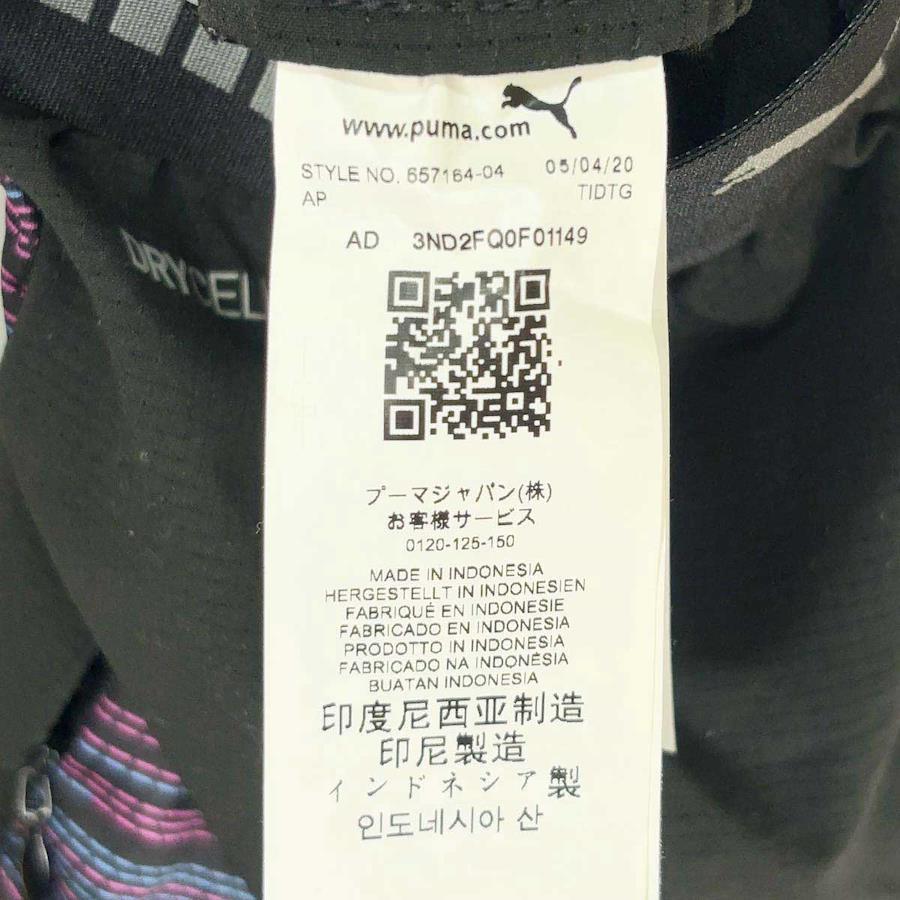 www.puma.com
STYLE NO. 657164-04 05/04/20
AP TIDTG
AD 3ND2FQ0F01149
DRYCELL
プーマジャパン(株)
お客様サービス
0120-125-150
MADE IN INDONESIA
HERGESTELLT IN INDONESIEN
FABRIQUÉ EN INDONESIE
FABRICADO EN INDONESIA
PRODOTTO IN INDONESIA
FABRICADO NA INDONÉSIA
BUATAN INDONESIA
印度尼西亚制造
印尼製造
インドネシア製
인도네시아 산